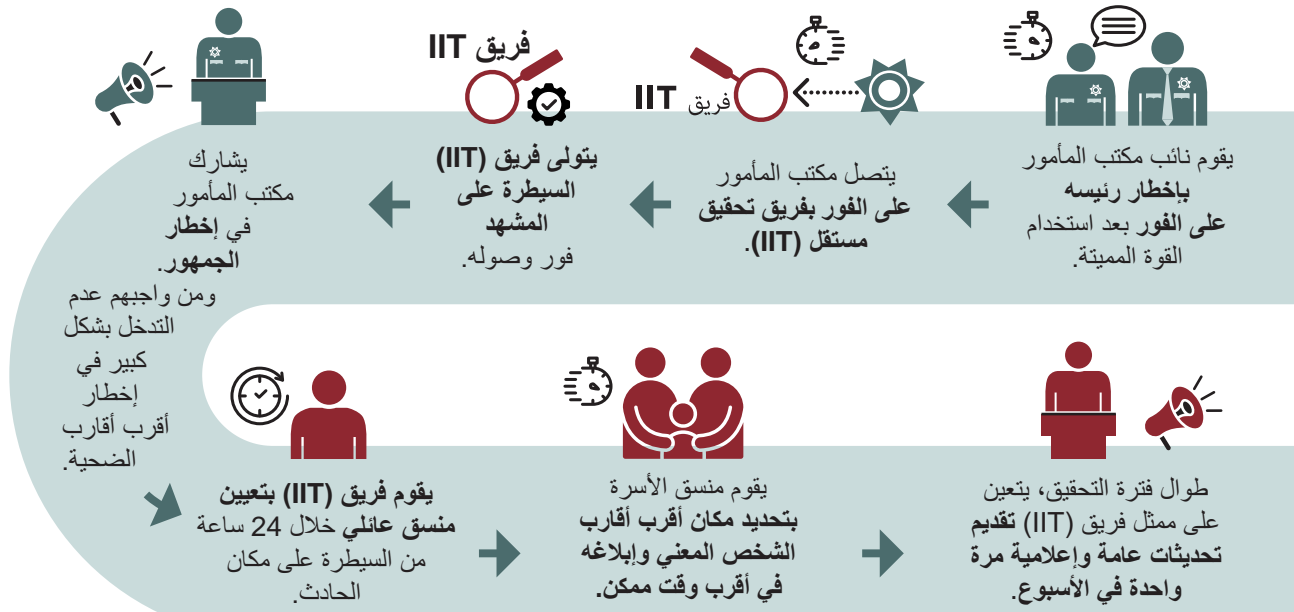 يقوم نائب مكتب المأمور
بإخطار رئيسه
على الفور بعد استخدام
القوة المميتة.
فريق IIT
يتصل مكتب المأمور
على الفور بفريق تحقيق
مستقل (IIT).
فريق IIT
يتولى فريق (IIT)
السيطرة على
المشهد
فور وصوله.
يشارك
مكتب المأمور
في إخطار
الجمهور.
ومن واجبهم عدم
التدخل بشكل
كبير في
إخطار
أقرب أقارب
الضحية.
يقوم فريق (IIT) بتعيين
منسق عائلي خلال 24 ساعة
من السيطرة على مكان
الحادث.
يقوم منسق الأسرة
بتحديد مكان أقرب أقارب
الشخص المعني وإبلاغه
في أقرب وقت ممكن.
طوال فترة التحقيق، يتعين
على ممثل فريق (IIT) تقديم
تحديثات عامة وإعلامية مرة
واحدة في الأسبوع.